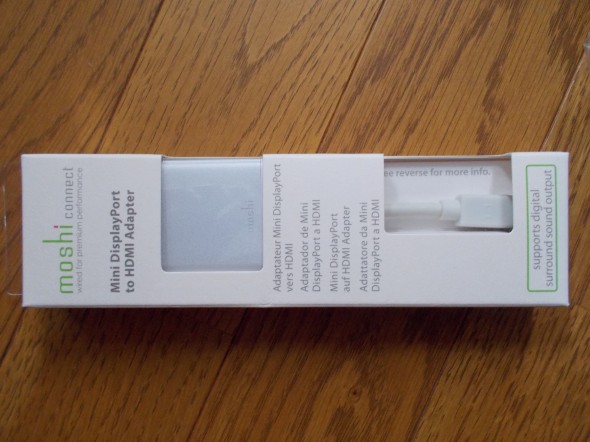 moshi connect
wired for premium performance
Mini DisplayPort
to HDMI Adapter
moshi
Adaptateur Mini DisplayPort
vers HDMI
Adaptador de Mini
DisplayPort a HDMI
Mini DisplayPort
auf HDMI Adapter
Adattatore da Mini
DisplayPort a HDMI
reverse for more info.
supports digital
surround sound output